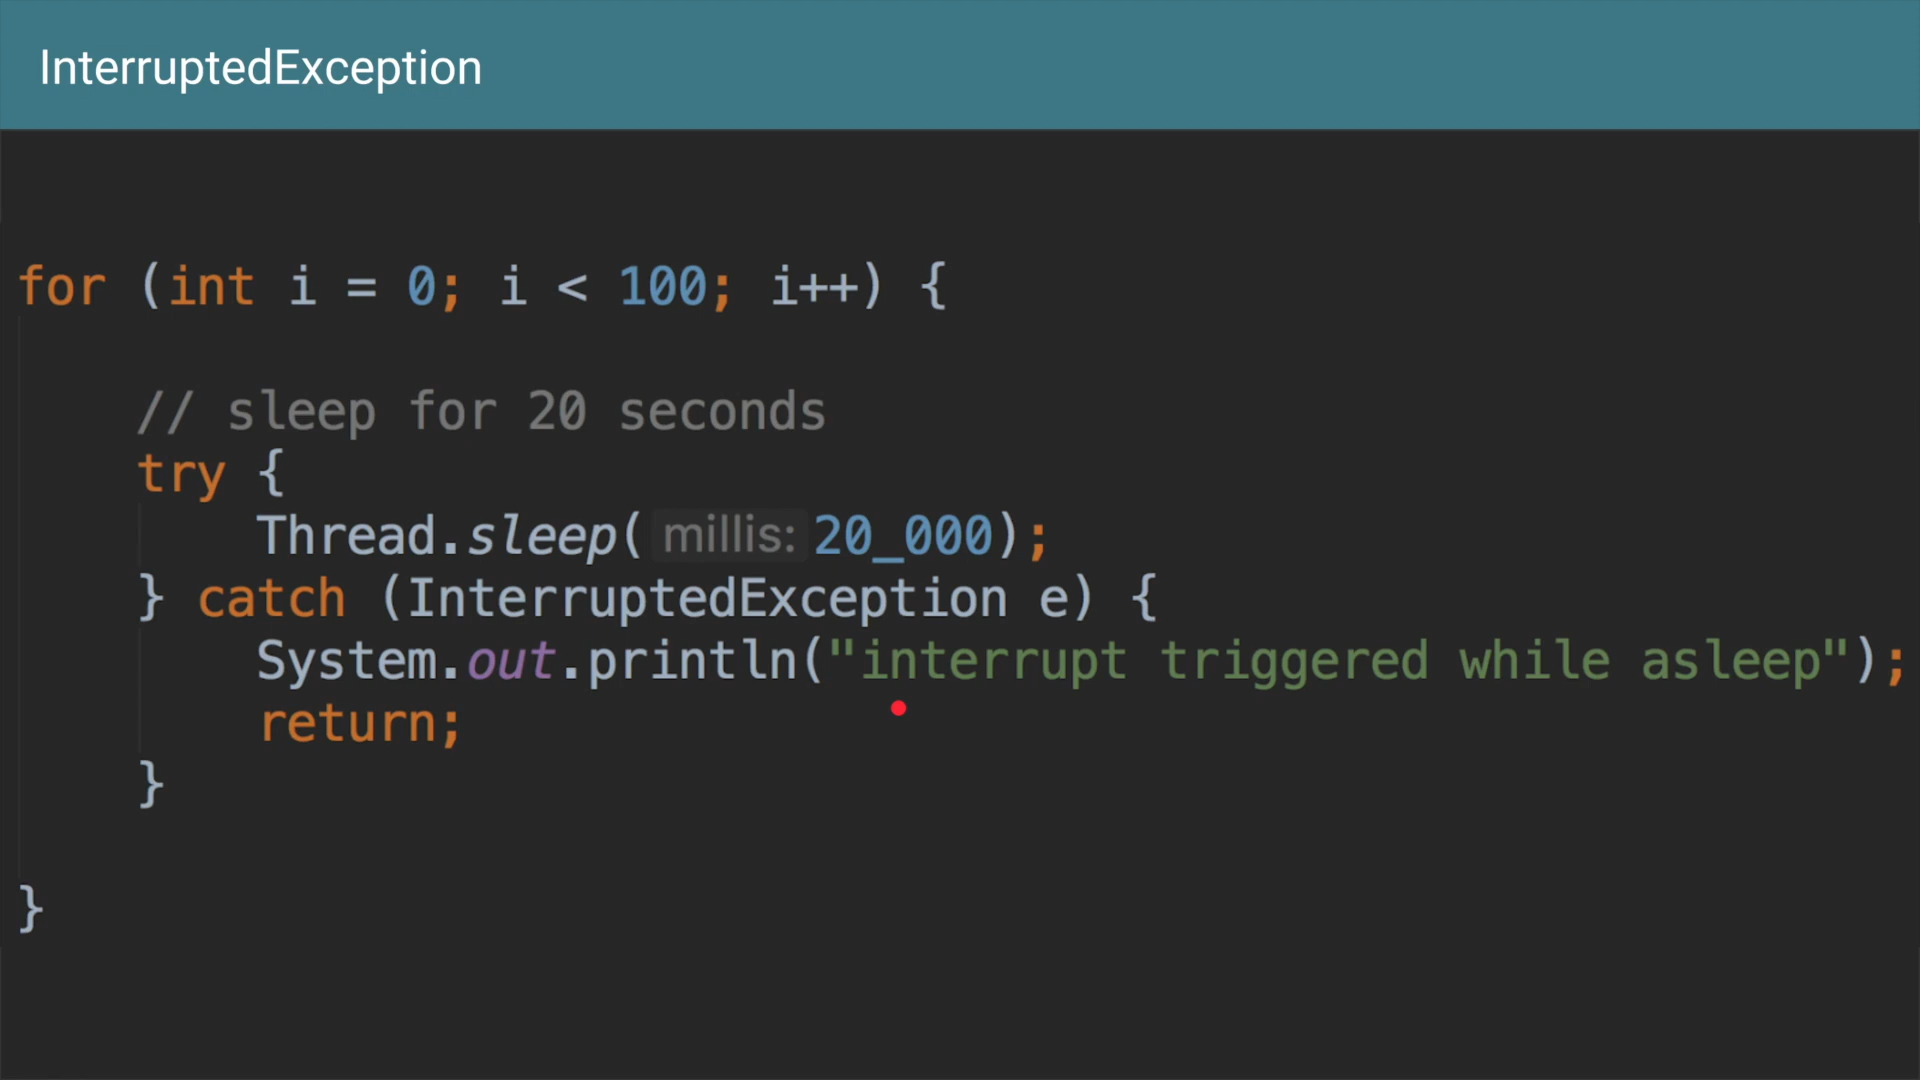 InterruptedException
for (int i = 0; i < 100; i++) {
// sleep for 20 seconds
try {
Thread.sleep( millis: 20_000);
} catch (InterruptedException e) {
System.out.println("interrupt triggered while asleep");
return;
}
}